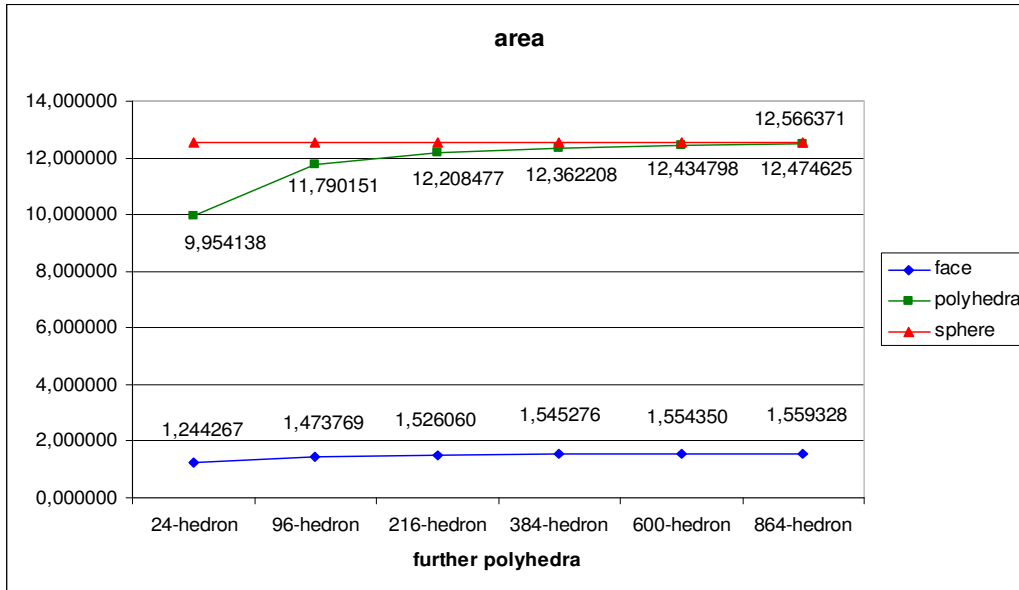 area
14,000000
12,000000
10,000000
8,000000
6,000000
4,000000
2,000000
0,000000
12,566371
9,954138
11,790151
12,208477
12,362208
12,434798
12,474625
1,244267
1,473769
1,526060
1,545276
1,554350
1,559328
24-hedron
96-hedron
216-hedron
384-hedron
600-hedron
864-hedron
further polyhedra
face
polyhedra
sphere